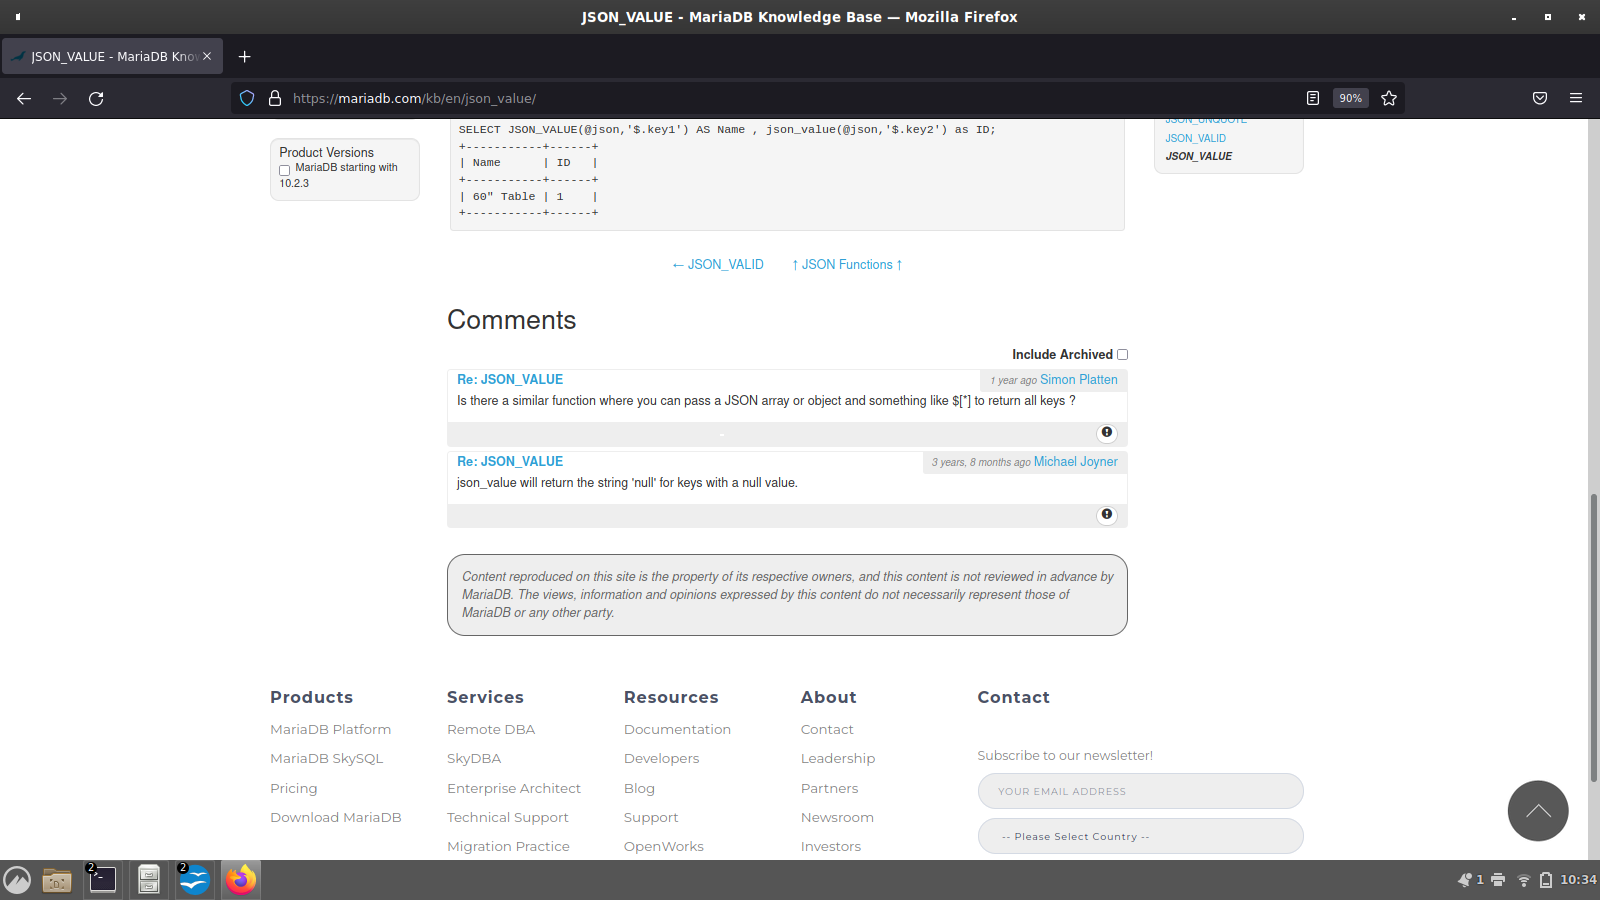 JSON_VALUE - MariaDB Knowledge Base — Mozilla Firefox
JSON_VALUE - MariaDB Know
https://mariadb.com/kb/en/json_value/
90%
Product Versions
MariaDB starting with
10.2.3
SELECT JSON_VALUE(@json,'$.key1') AS Name , json_value(@json,'$.key2') as ID;
+-----------+------+
| Name      | ID   |
+-----------+------+
| 60" Table | 1    |
+-----------+------+
JSON_UNQUOTE
JSON_VALID
JSON_VALUE
← JSON_VALID
↑ JSON Functions ↑
Comments
Include Archived
Re: JSON_VALUE
1 year ago Simon Platten
Is there a similar function where you can pass a JSON array or object and something like $[*] to return all keys ?
Re: JSON_VALUE
3 years, 8 months ago Michael Joyner
json_value will return the string 'null' for keys with a null value.
Content reproduced on this site is the property of its respective owners, and this content is not reviewed in advance by
MariaDB. The views, information and opinions expressed by this content do not necessarily represent those of
MariaDB or any other party.
Products
MariaDB Platform
MariaDB SkySQL
Pricing
Download MariaDB
Services
Remote DBA
SkyDBA
Enterprise Architect
Technical Support
Migration Practice
Resources
Documentation
Developers
Blog
Support
OpenWorks
About
Contact
Leadership
Partners
Newsroom
Investors
Contact
Subscribe to our newsletter!
YOUR EMAIL ADDRESS
-- Please Select Country --
2
2
1
10:34